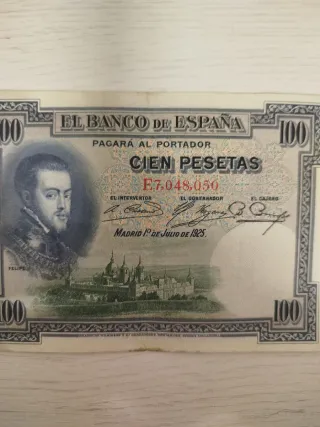 EL BANCO DE ESPAÑA
100 100
PAGARÁ AL PORTADOR
CIEN PESETAS
E7,048,050
EL INTERVENTOR EL GOBERNADOR EL CAJERO
MADRID 1º DE JULIO DE 1925.
FELIPE
100 100